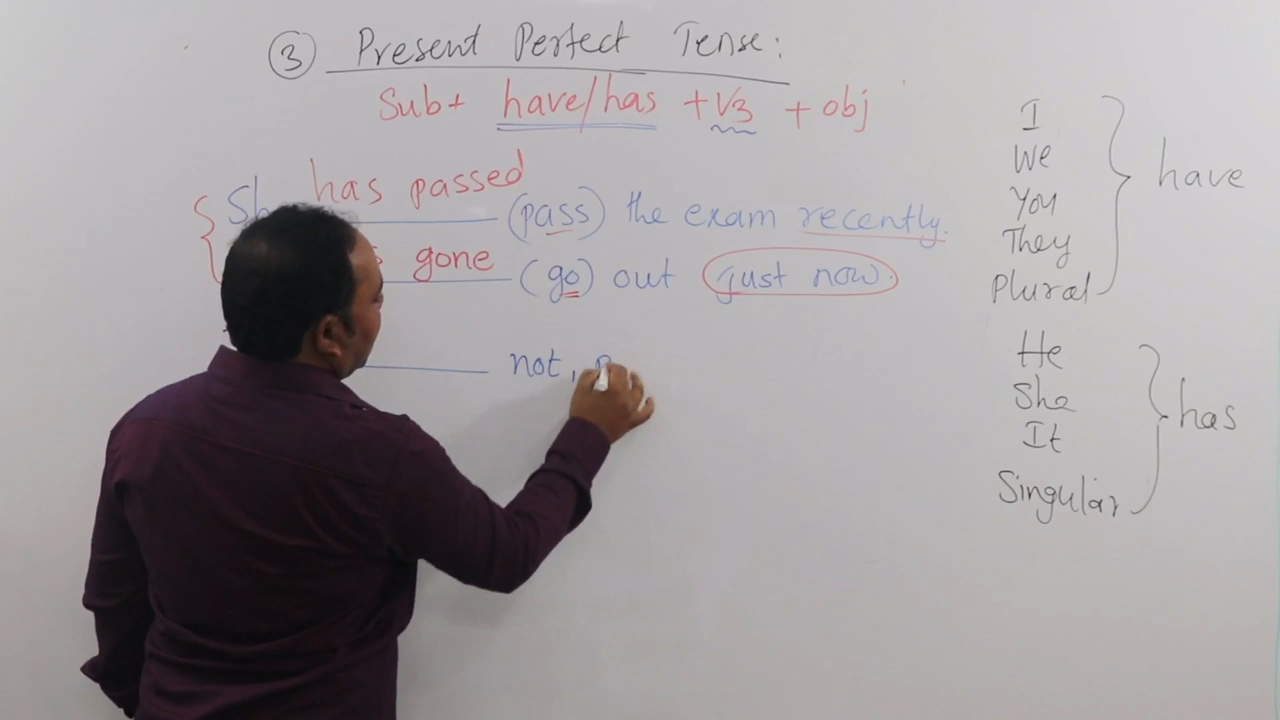 ③ Present Perfect Tense:
Sub+ have/has + V3 + obj
has passed
Sh (pass) the exam recently.
gone
(go) out just now.
not,
I
We
You
They
Plural
have
He
She
It
Singular
has